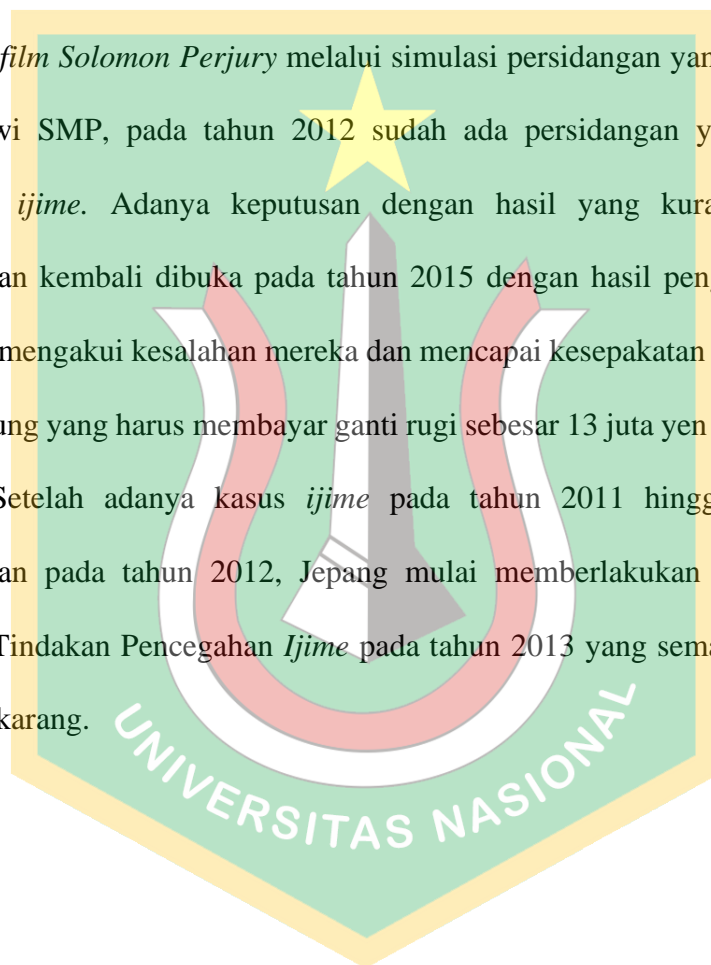 film Solomon Perjury melalui simulasi persidangan yan
wi SMP, pada tahun 2012 sudah ada persidangan y
ijime. Adanya keputusan dengan hasil yang kura
an kembali dibuka pada tahun 2015 dengan hasil peng
mengakui kesalahan mereka dan mencapai kesepakatan
ung yang harus membayar ganti rugi sebesar 13 juta yen
Setelah adanya kasus ijime pada tahun 2011 hingg
an pada tahun 2012, Jepang mulai memberlakukan
Tindakan Pencegahan Ijime pada tahun 2013 yang sema
karang.
UNIVERSITAS NASIONAL